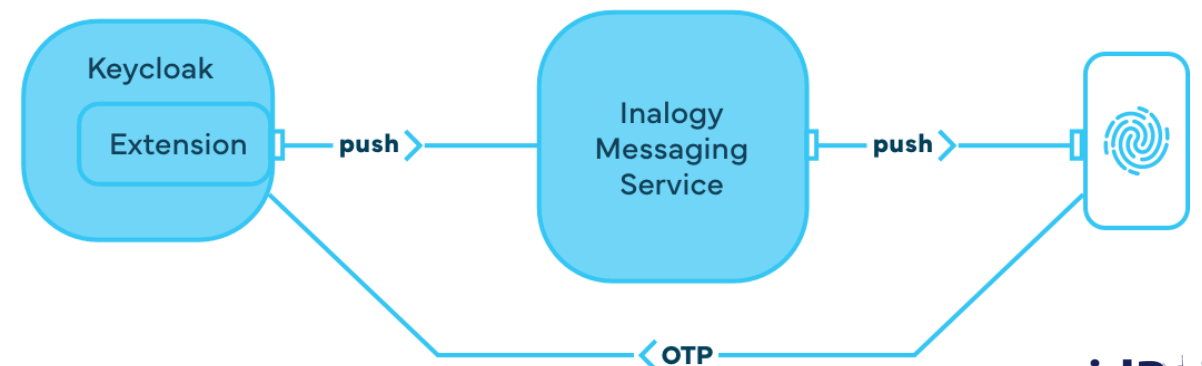 Keycloak
Extension
push
Inalogy
Messaging
Service
push
OTP